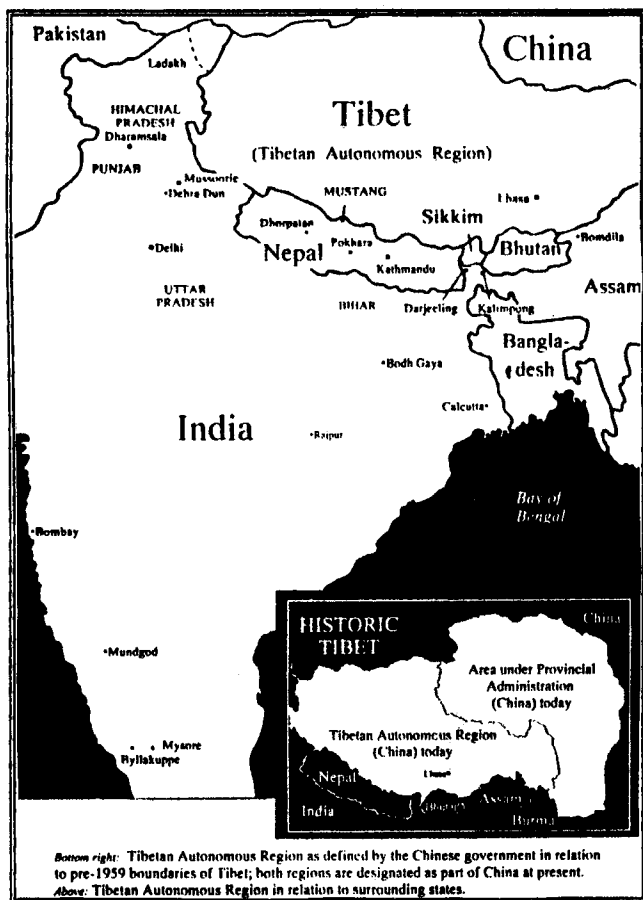 Pakistan
China
Ladakh
Tibet
HIMACHAL
PRADESH
Dharamsala
(Tibetan Autonomous Region)
PUNJAB
Mussoorie
Dehra Dun
MUSTANG
Lhasa
Sikkim
Dhorpatan
Bomdila
Nepal
Pokhara
Bhutan
Delhi
Kathmandu
Assam
UTTAR
PRADESH
BIHAR
Darjeeling
Kalimpong
Bangla-
desh
Bodh Gaya
Calcutta
India
Raipur
Bay of
Bengal
Bombay
Mundgod
Mysore
Byllakuppe
HISTORIC
TIBET
China
Area under Provincial
Administration
(China) today
Tibetan Autonomous Region
(China) today
Lhasa
Nepal
India
Bhutan
Assam
Burma
Bottom right: Tibetan Autonomous Region as defined by the Chinese government in relation
to pre-1959 boundaries of Tibet; both regions are designated as part of China at present.
Above: Tibetan Autonomous Region in relation to surrounding states.